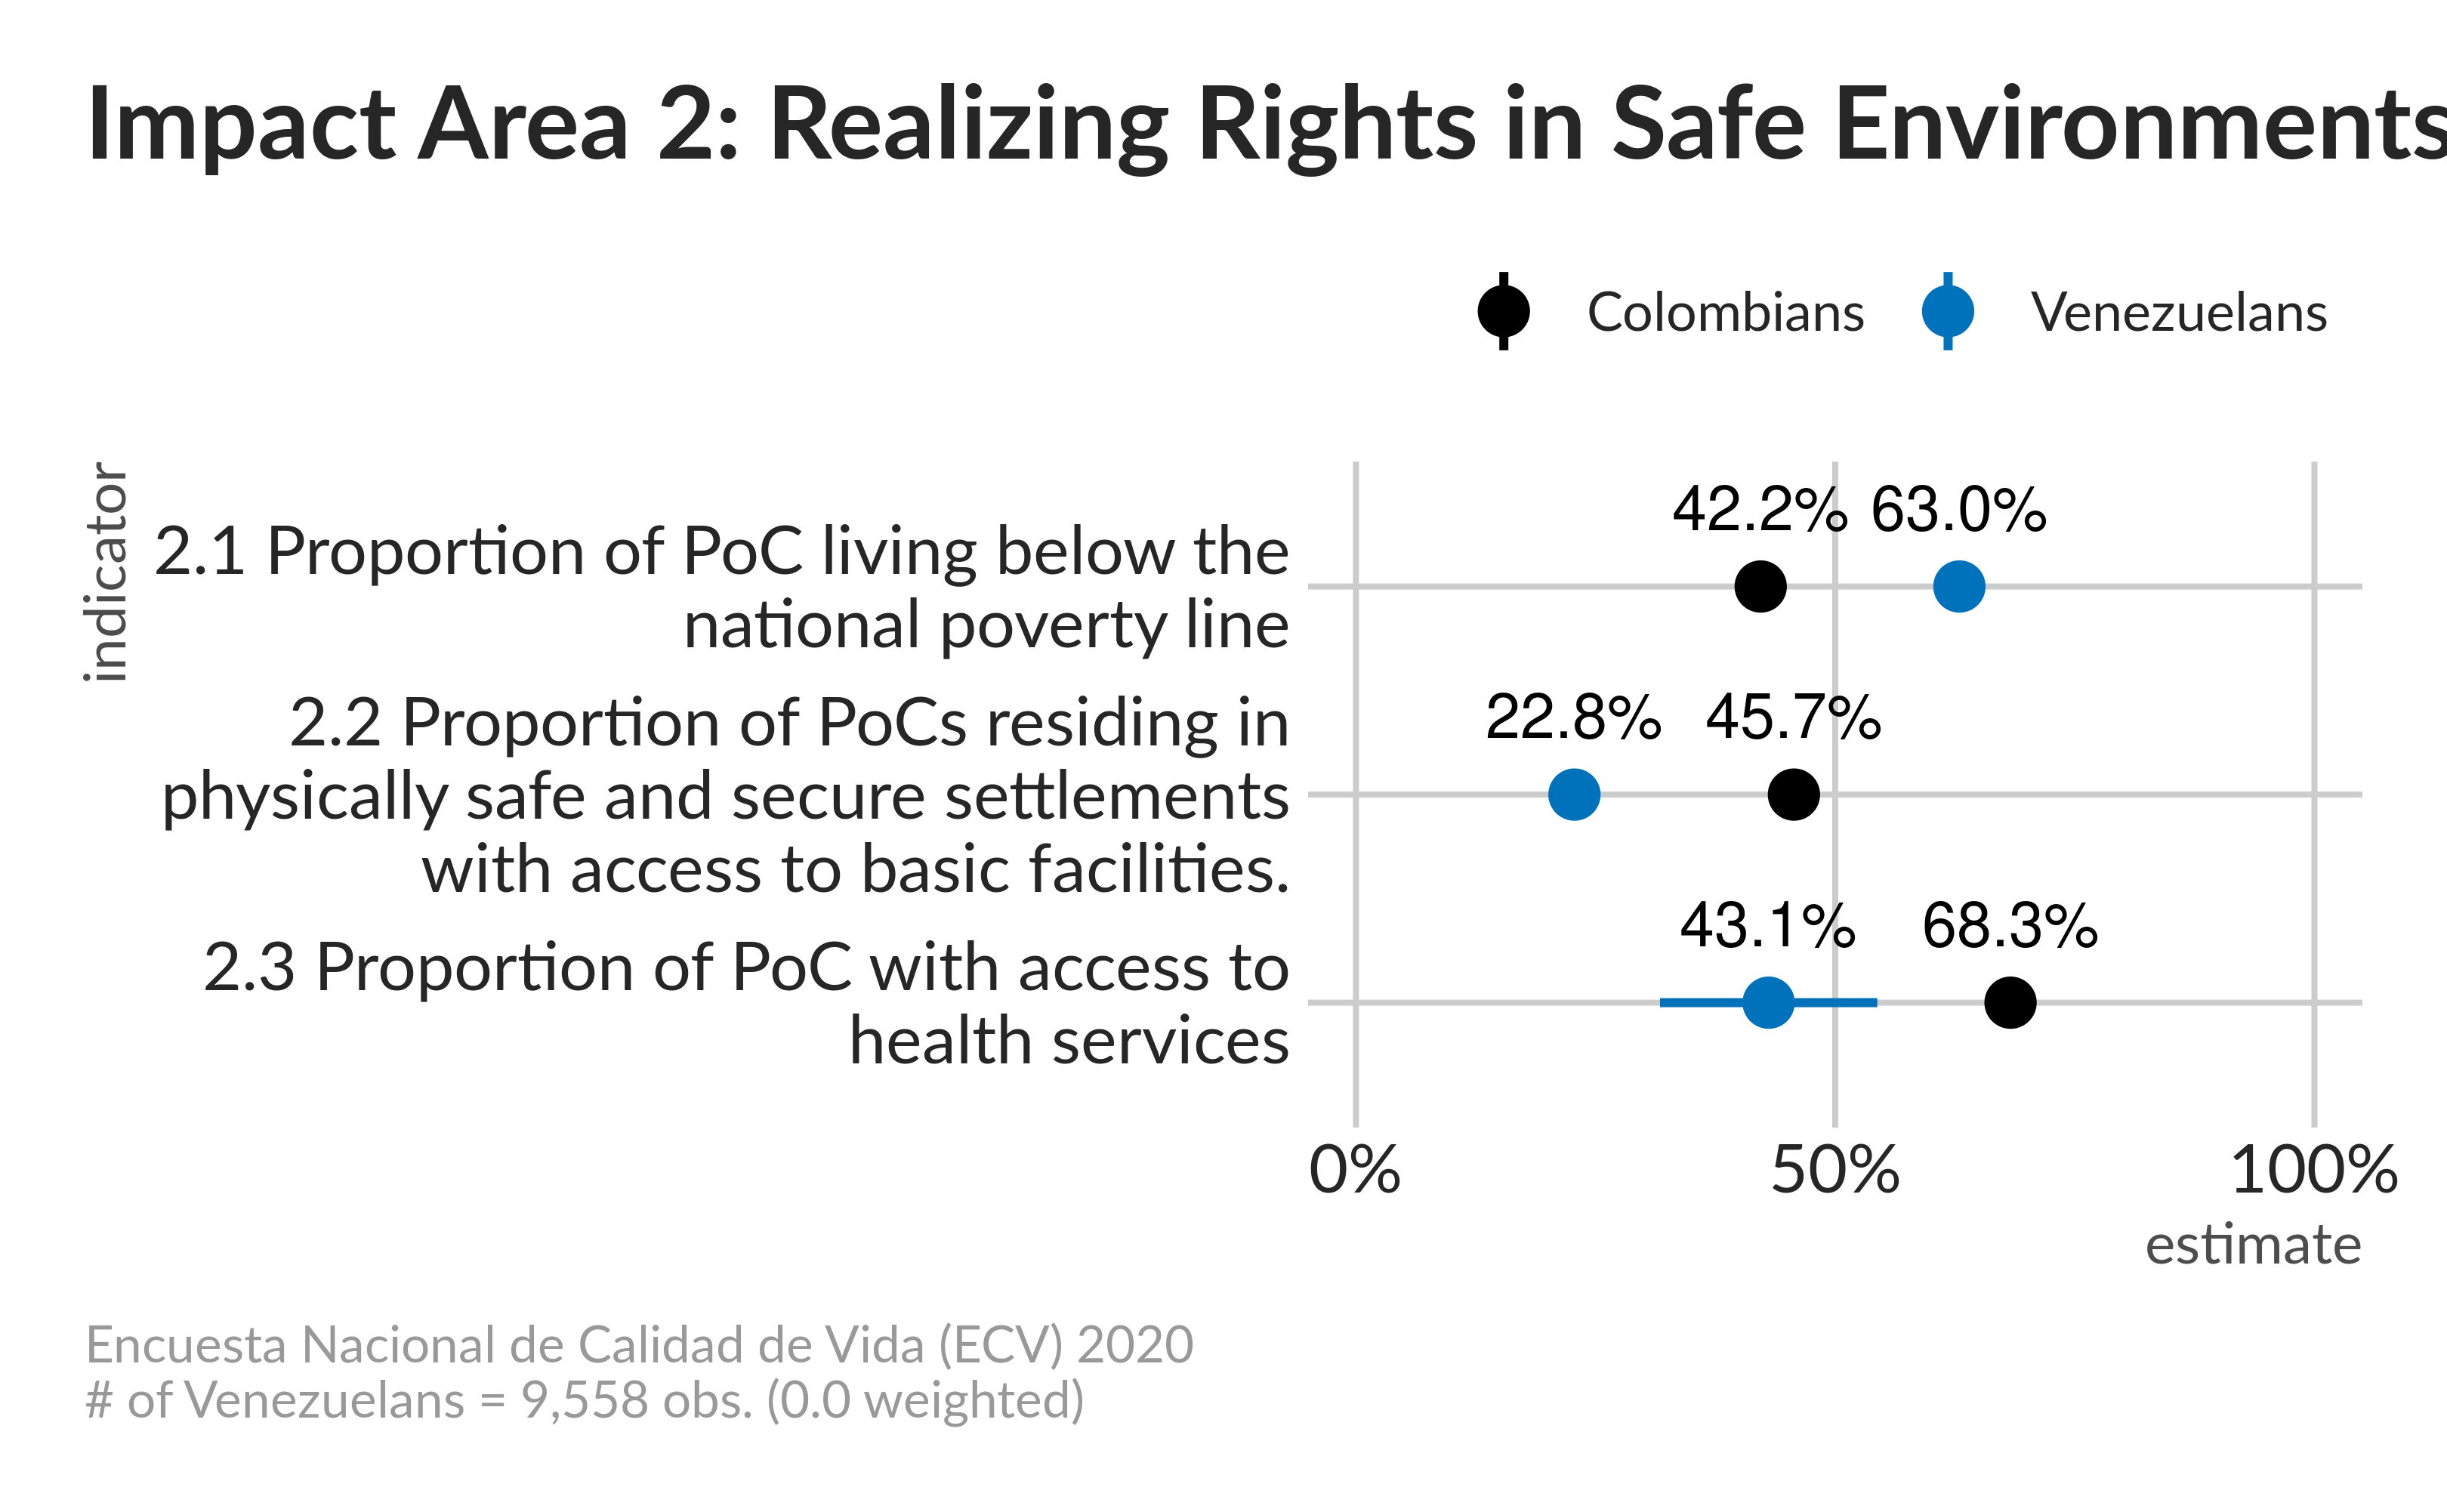 Impact Area 2: Realizing Rights in Safe Environments
Colombians
Venezuelans
indicator
2.1 Proportion of PoC living below the
national poverty line
42.2% 63.0%
2.2 Proportion of PoCs residing in
physically safe and secure settlements
with access to basic facilities.
22.8% 45.7%
2.3 Proportion of PoC with access to
health services
43.1% 68.3%
0% 50% 100%
estimate
Encuesta Nacional de Calidad de Vida (ECV) 2020
# of Venezuelans = 9,558 obs. (0.0 weighted)